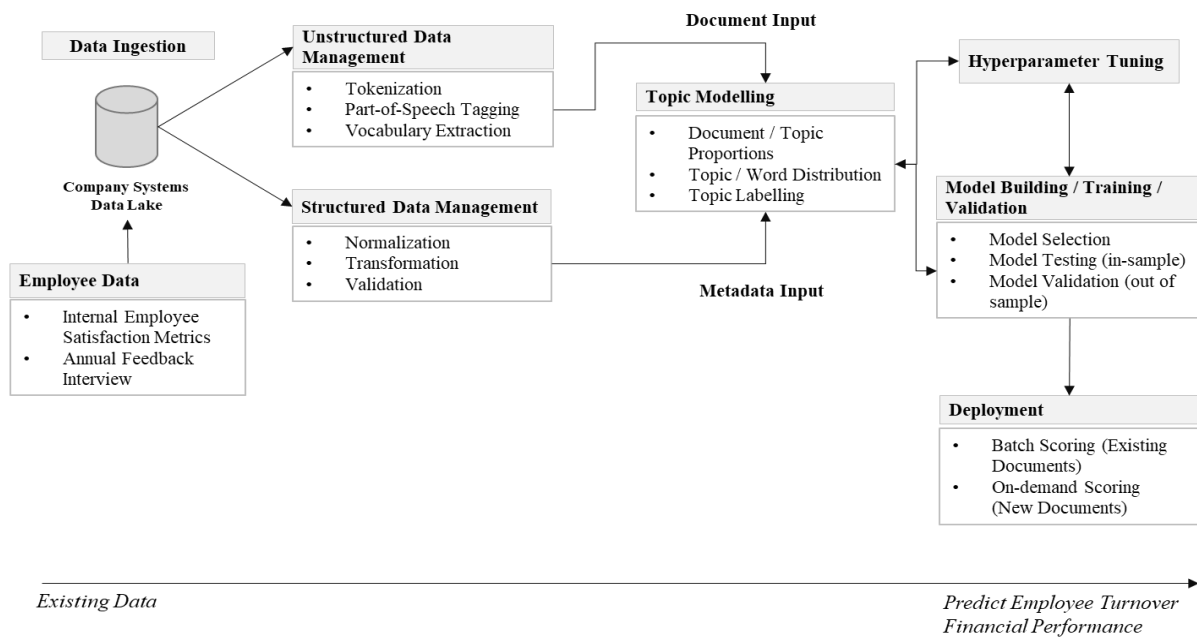 Data Ingestion
Company Systems
Data Lake
Employee Data
• Internal Employee
Satisfaction Metrics
• Annual Feedback
Interview
Unstructured Data
Management
• Tokenization
• Part-of-Speech Tagging
• Vocabulary Extraction
Structured Data Management
• Normalization
• Transformation
• Validation
Document Input
Topic Modelling
• Document / Topic
Proportions
• Topic / Word Distribution
• Topic Labelling
Metadata Input
Hyperparameter Tuning
Model Building / Training /
Validation
• Model Selection
• Model Testing (in-sample)
• Model Validation (out of
sample)
Deployment
• Batch Scoring (Existing
Documents)
• On-demand Scoring
(New Documents)
Existing Data
Predict Employee Turnover
Financial Performance